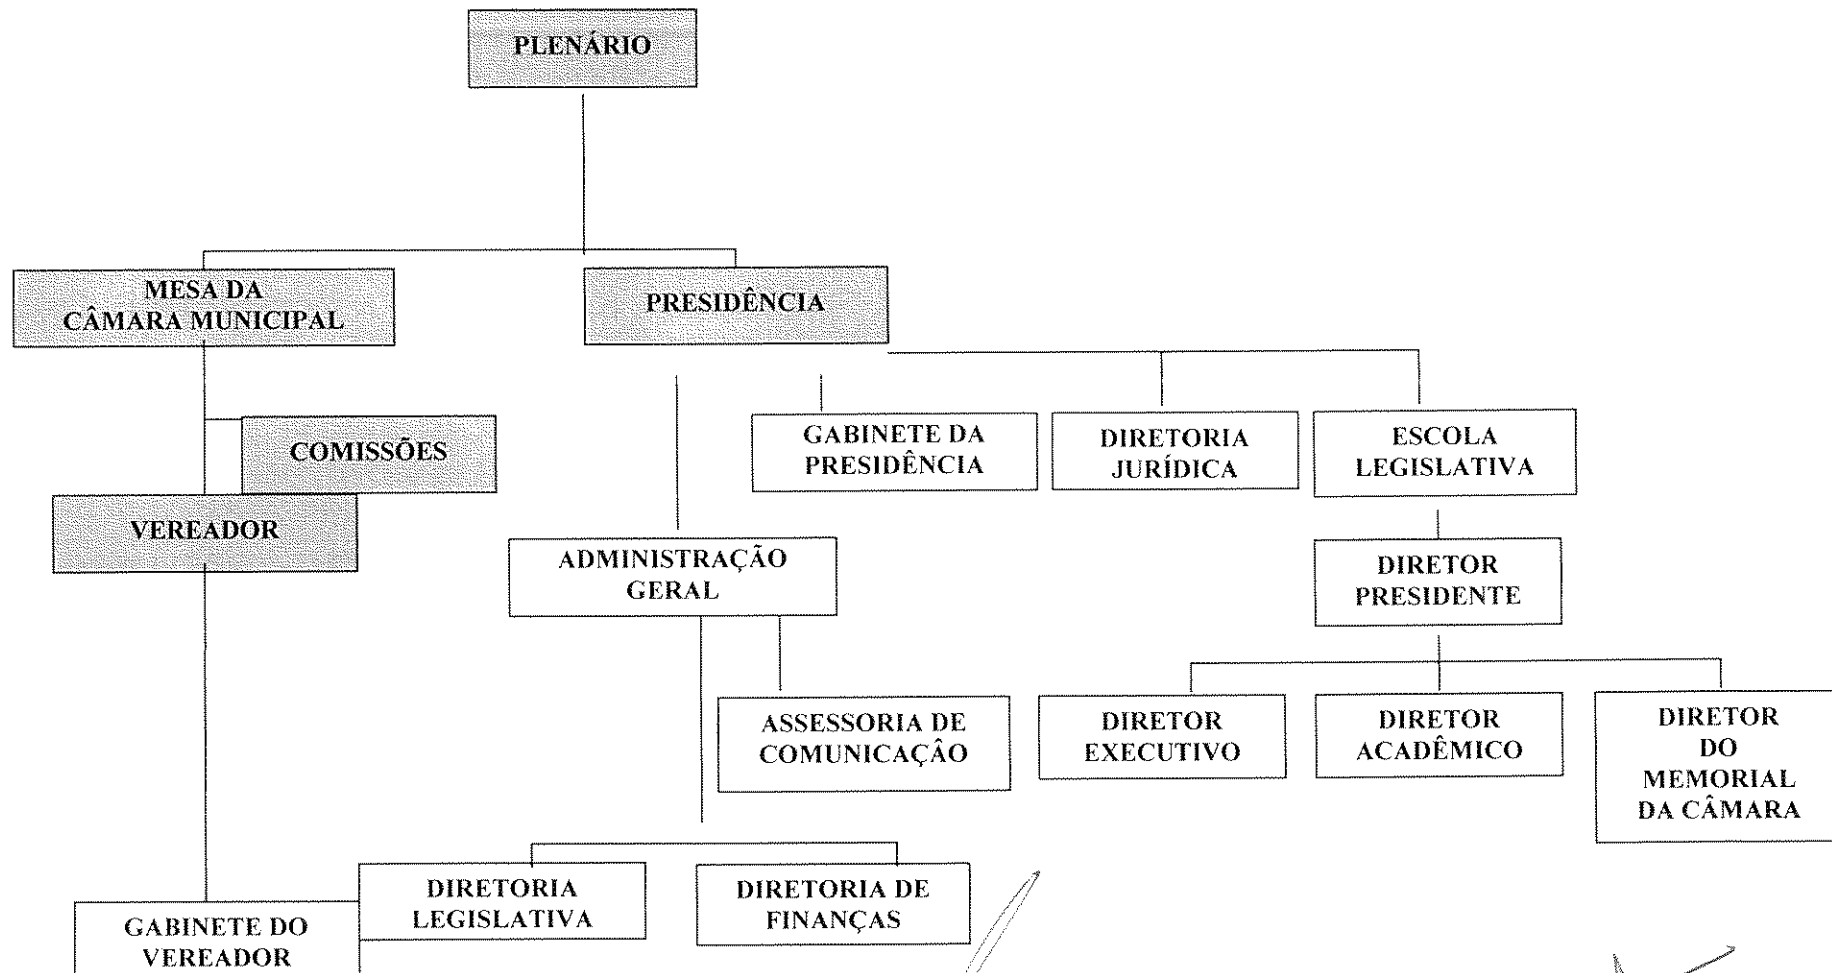 PLENÁRIO
MESA DA
CÂMARA MUNICIPAL
PRESIDÊNCIA
COMISSÕES
VEREADOR
GABINETE DA
PRESIDÊNCIA
DIRETORIA
JURÍDICA
ESCOLA
LEGISLATIVA
ADMINISTRAÇÃO
GERAL
DIRETOR
PRESIDENTE
ASSESSORIA DE
COMUNICAÇÃO
DIRETOR
EXECUTIVO
DIRETOR
ACADÊMICO
DIRETOR
DO
MEMORIAL
DA CÂMARA
DIRETORIA
LEGISLATIVA
DIRETORIA DE
FINANÇAS
GABINETE DO
VEREADOR